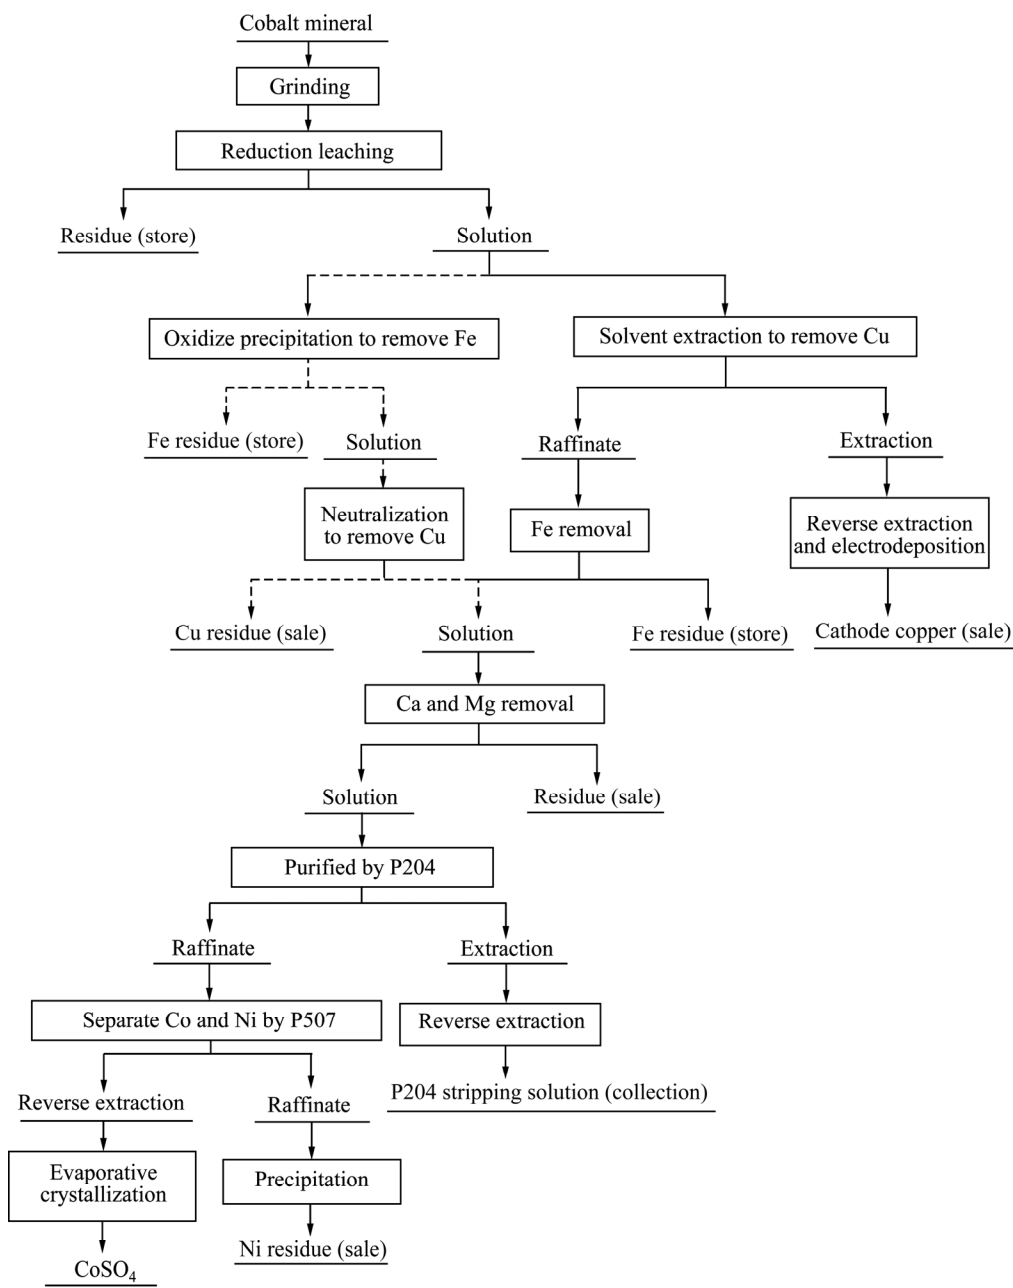 Cobalt mineral
Grinding
Reduction leaching
Residue (store)
Solution
Oxidize precipitation to remove Fe
Solvent extraction to remove Cu
Fe residue (store)
Solution
Raffinate
Extraction
Neutralization
to remove Cu
Fe removal
Reverse extraction
and electrodeposition
Cu residue (sale)
Solution
Fe residue (store)
Cathode copper (sale)
Ca and Mg removal
Solution
Residue (sale)
Purified by P204
Raffinate
Extraction
Separate Co and Ni by P507
Reverse extraction
Reverse extraction
Raffinate
P204 stripping solution (collection)
Evaporative
crystallization
Precipitation
Ni residue (sale)
CoSO₄